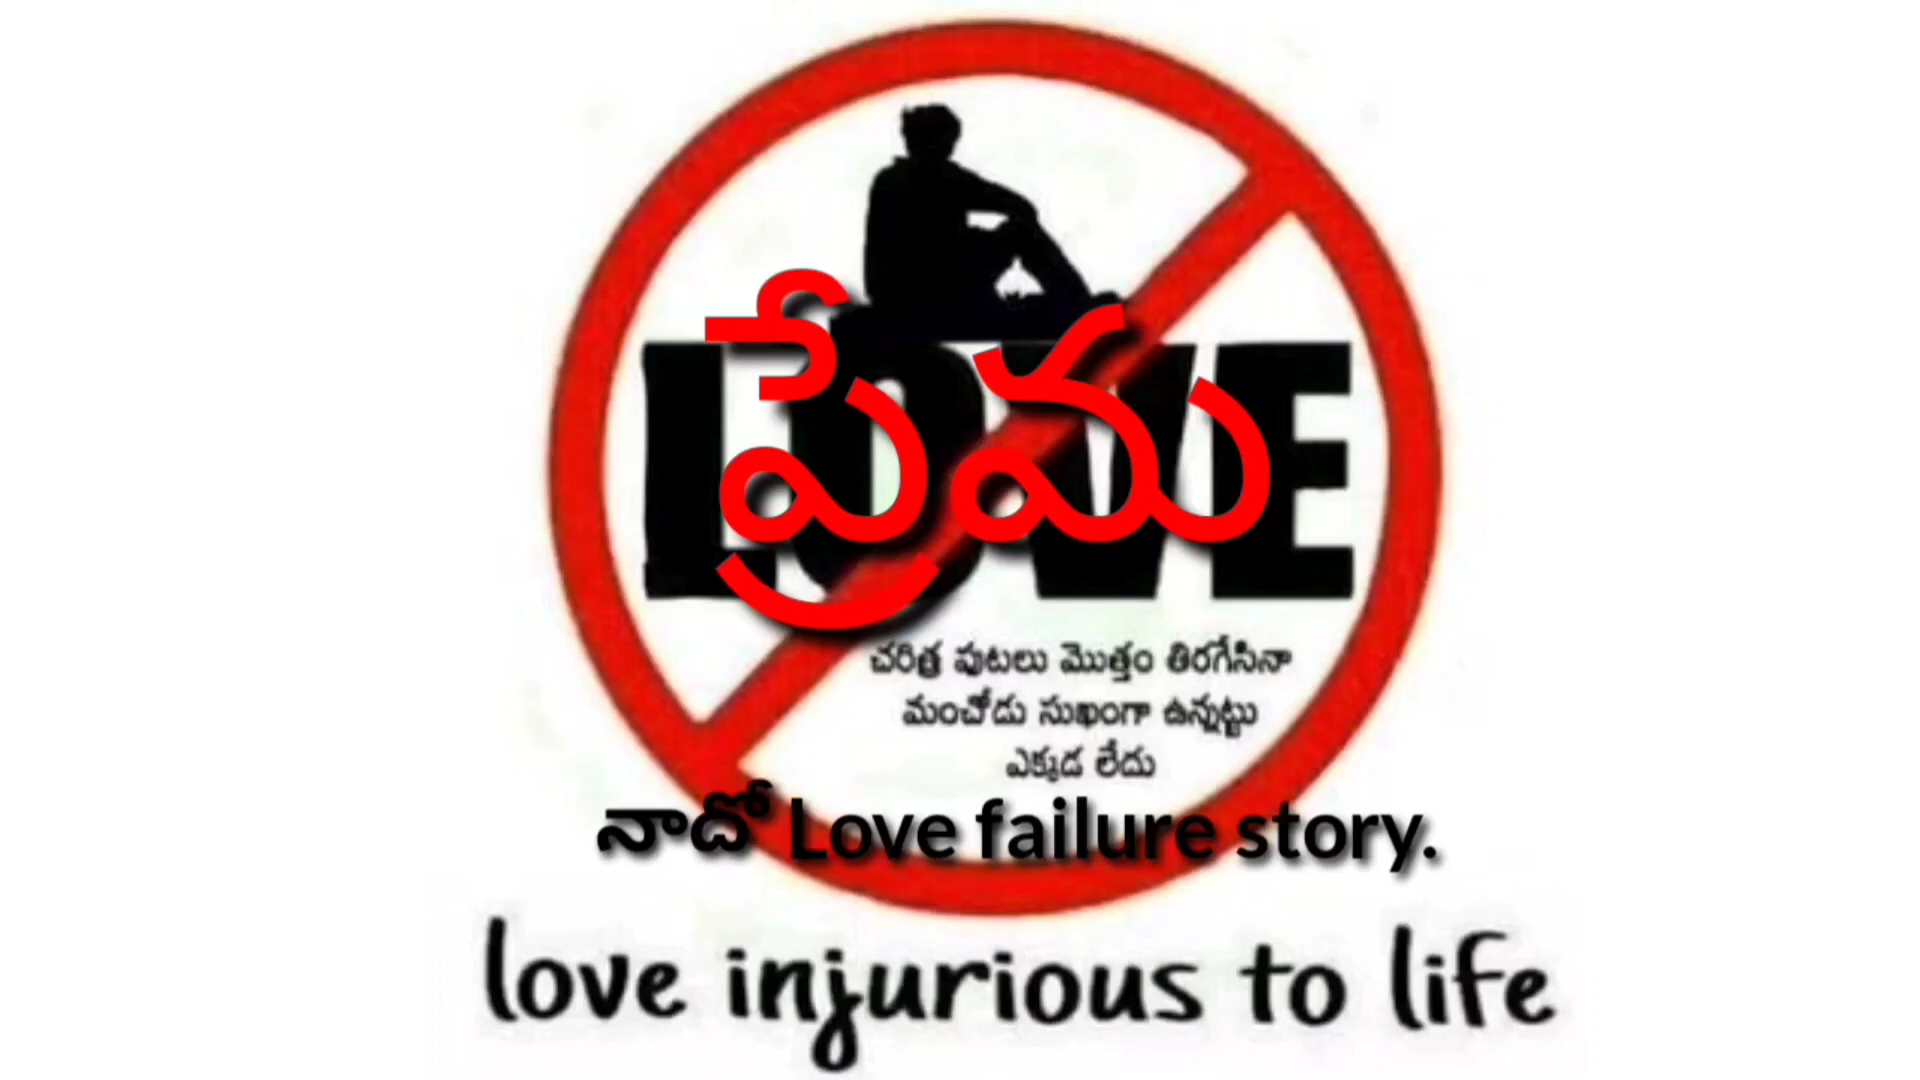 LOVE
ప్రేమ
చరిత్ర పుటలు మొత్తం తిరగేసినా
మంచోడు సుఖంగా ఉన్నట్టు
ఎక్కడ లేదు
నాదో Love failure story.
love injurious to life